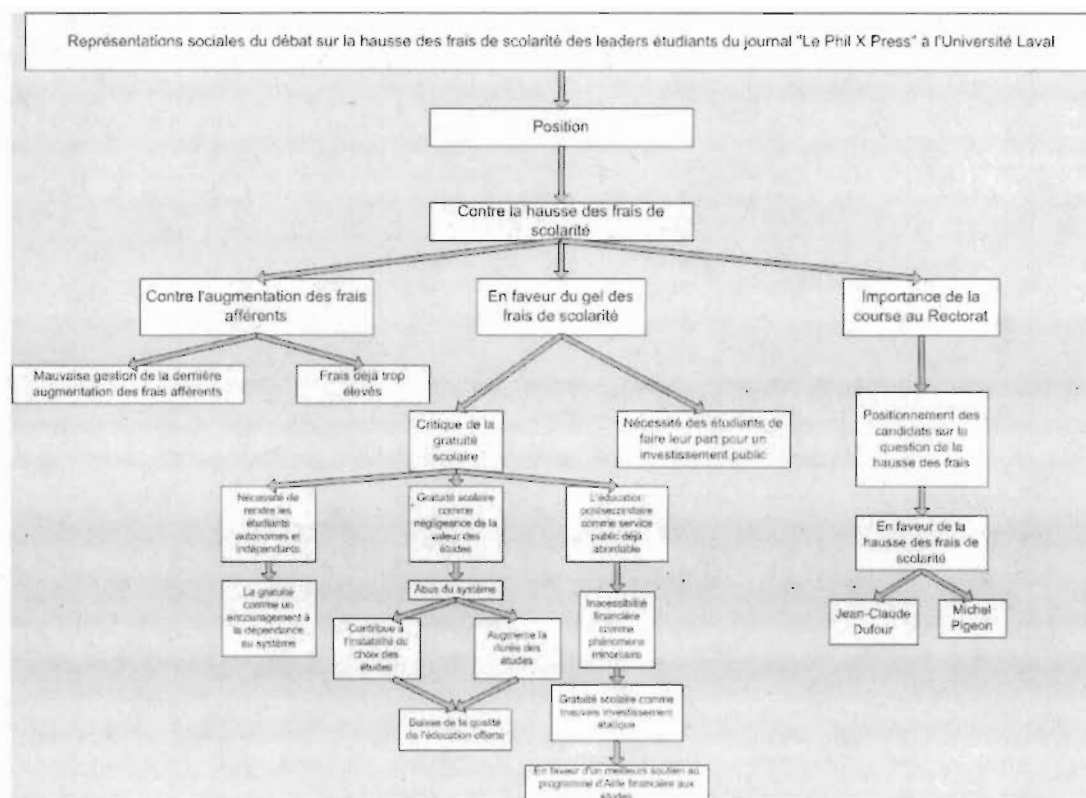 Représentations sociales du débat sur la hausse des frais de scolarité des leaders étudiants du journal "Le Phil X Press" à l'Université Laval
Position
Contre la hausse des frais de
scolarité
Contre l'augmentation des frais
afférents
En faveur du gel des
frais de scolarité
Importance de la
course au Rectorat
Mauvaise gestion de la dernière
augmentation des frais afférents
Frais déjà trop
élevés
Critique de la
gratuité
scolaire
Nécessité des étudiants de
faire leur part pour un
investissement public
Positionnement des
candidats sur la
question de la
hausse des frais
Nécessité de
rendre les
étudiants
autonomes et
indépendants
Gratuité scolaire
comme
négligeance de la
valeur des
études
L'éducation
postsecondaire
comme service
public déjà
abordable
En faveur de la
hausse des frais de
scolarité
La gratuité
comme un
encouragement à
la dépendance
au système
Abus du système
Contribue à
l'instabilité du
choix des
études
Augmente la
durée des
études
Inaccessibilité
financière
comme
phénomène
minoritaire
Jean-Claude
Dufour
Michel
Pigeon
Baisse de la qualité
de l'éducation offerte
Gratuité scolaire comme
mauvais investissement
étatique
En faveur d'un meilleurs soutien au
programme d'Aide financière aux
études